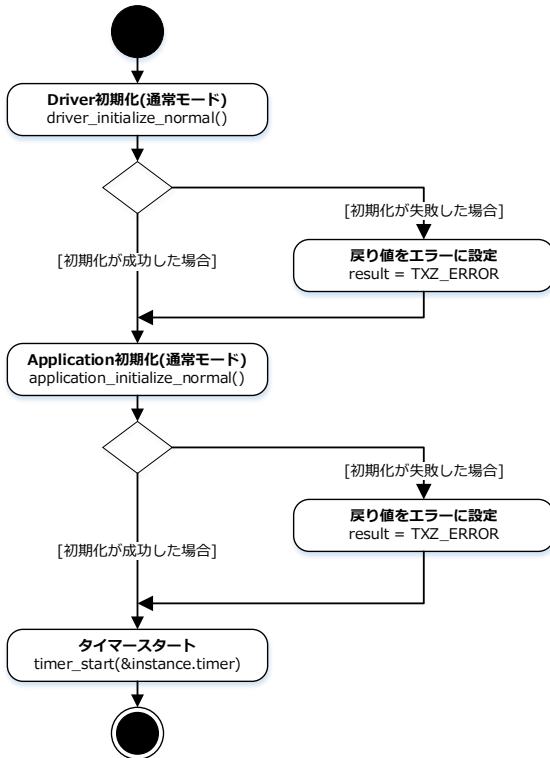 Driver初期化(通常モード)
driver_initialize_normal()
[初期化が失敗した場合]
[初期化が成功した場合]
戻り値をエラーに設定
result = TXZ_ERROR
Application初期化(通常モード)
application_initialize_normal()
[初期化が失敗した場合]
戻り値をエラーに設定
result = TXZ_ERROR
[初期化が成功した場合]
タイマースタート
timer_start(&instance.timer)